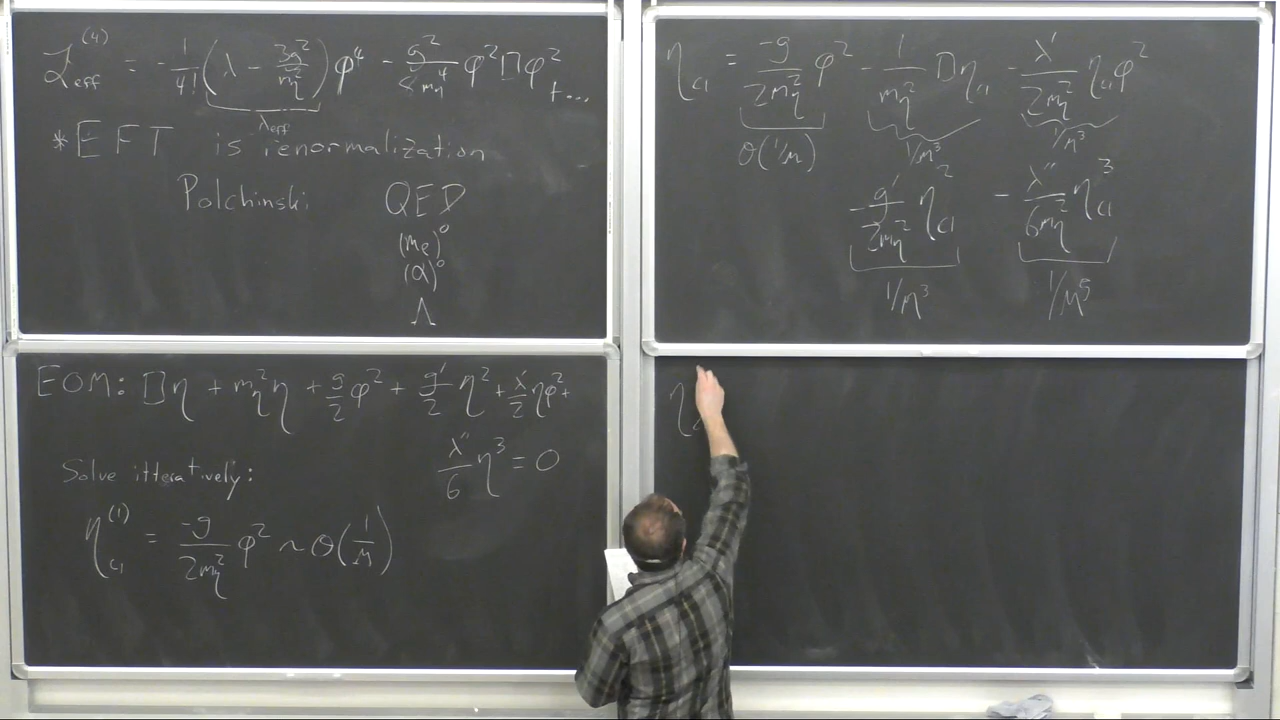 ℒ_eff^(4) = -1/4! (λ - 3g²/m_η²) φ⁴ - g²/8m_η⁴ φ²□φ² + ...
λ_eff
*EFT is renormalization
Polchinski QED
(m_e)⁰
(α)⁰
Λ
EOM: □η + m_η²η + g/2 φ² + g'/2 η² + λ'/2 ηφ² +
λ''/6 η³ = 0
Solve itteratively:
η_cl^(1) = -g/2m_η² φ² ~ O(1/M)
η_cl = -g/2m_η² φ² - 1/m_η² □η_cl - λ'/2m_η² η_cl φ²
O(1/M) 1/M³ 1/M³
- g'/2m_η² η_cl² - λ''/6m_η² η_cl³
1/M³ 1/M⁵
η